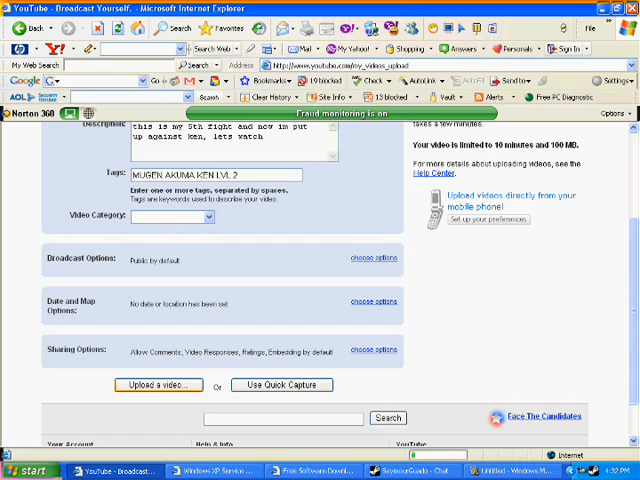 YouTube - Broadcast Yourself. - Microsoft Internet Explorer
Back Search Favorites File
Search Web Mail My Yahoo! Shopping Answers Personals Sign In
My Web Search Search Address http://www.youtube.com/my_videos_upload
Google G Bookmarks 19 blocked Check AutoLink AutoFill Send to Settings
AOL SECURITY TOOLBAR Search Clear History Site Info 13 blocked Vault Alerts Free PC Diagnostic
Norton 360 Fraud monitoring is on Options
Description: this is my 5th fight and now im put
up against ken, lets watch
takes a few minutes.
Your video is limited to 10 minutes and 100 MB.
For more details about uploading videos, see the
Help Center.
Tags: MUGEN AKUMA KEN LVL 2
Enter one or more tags, separated by spaces.
Tags are keywords used to describe your video.
Upload videos directly from your
mobile phone!
Set up your preferences.
Video Category:
Broadcast Options: Public by default choose options
Date and Map
Options: No date or location has been set choose options
Sharing Options: Allow Comments, Video Responses, Ratings, Embedding by default choose options
Upload a video... Or Use Quick Capture
Search Face The Candidates
Your Account Help & Info YouTube
Internet
start YouTube - Broadcast... Windows XP Service ... Free Software Downl... SeymourGuado - Chat Untitled - Windows M... 4:32 PM